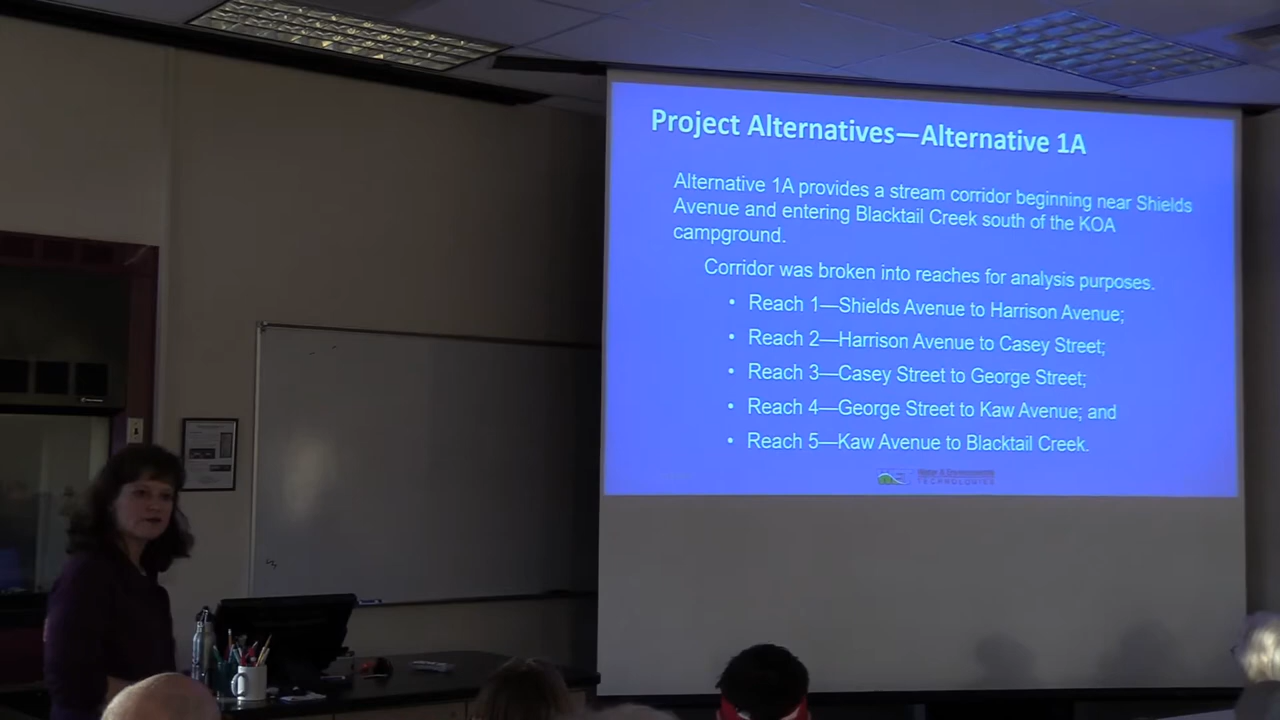 Project Alternatives—Alternative 1A
Alternative 1A provides a stream corridor beginning near Shields
Avenue and entering Blacktail Creek south of the KOA
campground.
Corridor was broken into reaches for analysis purposes.
• Reach 1—Shields Avenue to Harrison Avenue;
• Reach 2—Harrison Avenue to Casey Street;
• Reach 3—Casey Street to George Street;
• Reach 4—George Street to Kaw Avenue; and
• Reach 5—Kaw Avenue to Blacktail Creek.
Water & Environmental
TECHNOLOGIES